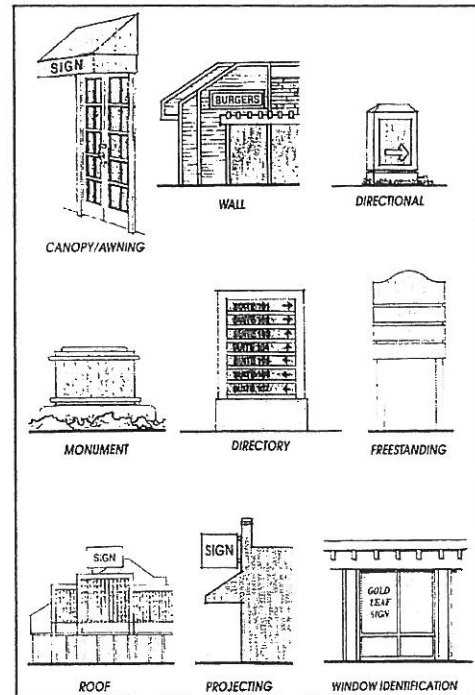 SIGN
BURGERS
CANOPY/AWNING
WALL
DIRECTIONAL
MONUMENT
DIRECTORY
FREESTANDING
SIGN
SIGN
GOLD
LEAF
SIGN
ROOF
PROJECTING
WINDOW IDENTIFICATION